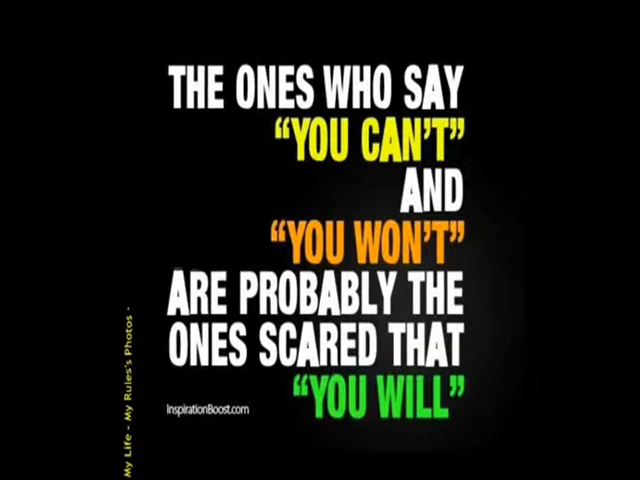 THE ONES WHO SAY
“YOU CAN’T”
AND
“YOU WON’T”
ARE PROBABLY THE
ONES SCARED THAT
“YOU WILL”
InspirationBoost.com
My Life - My Rules's Photos -